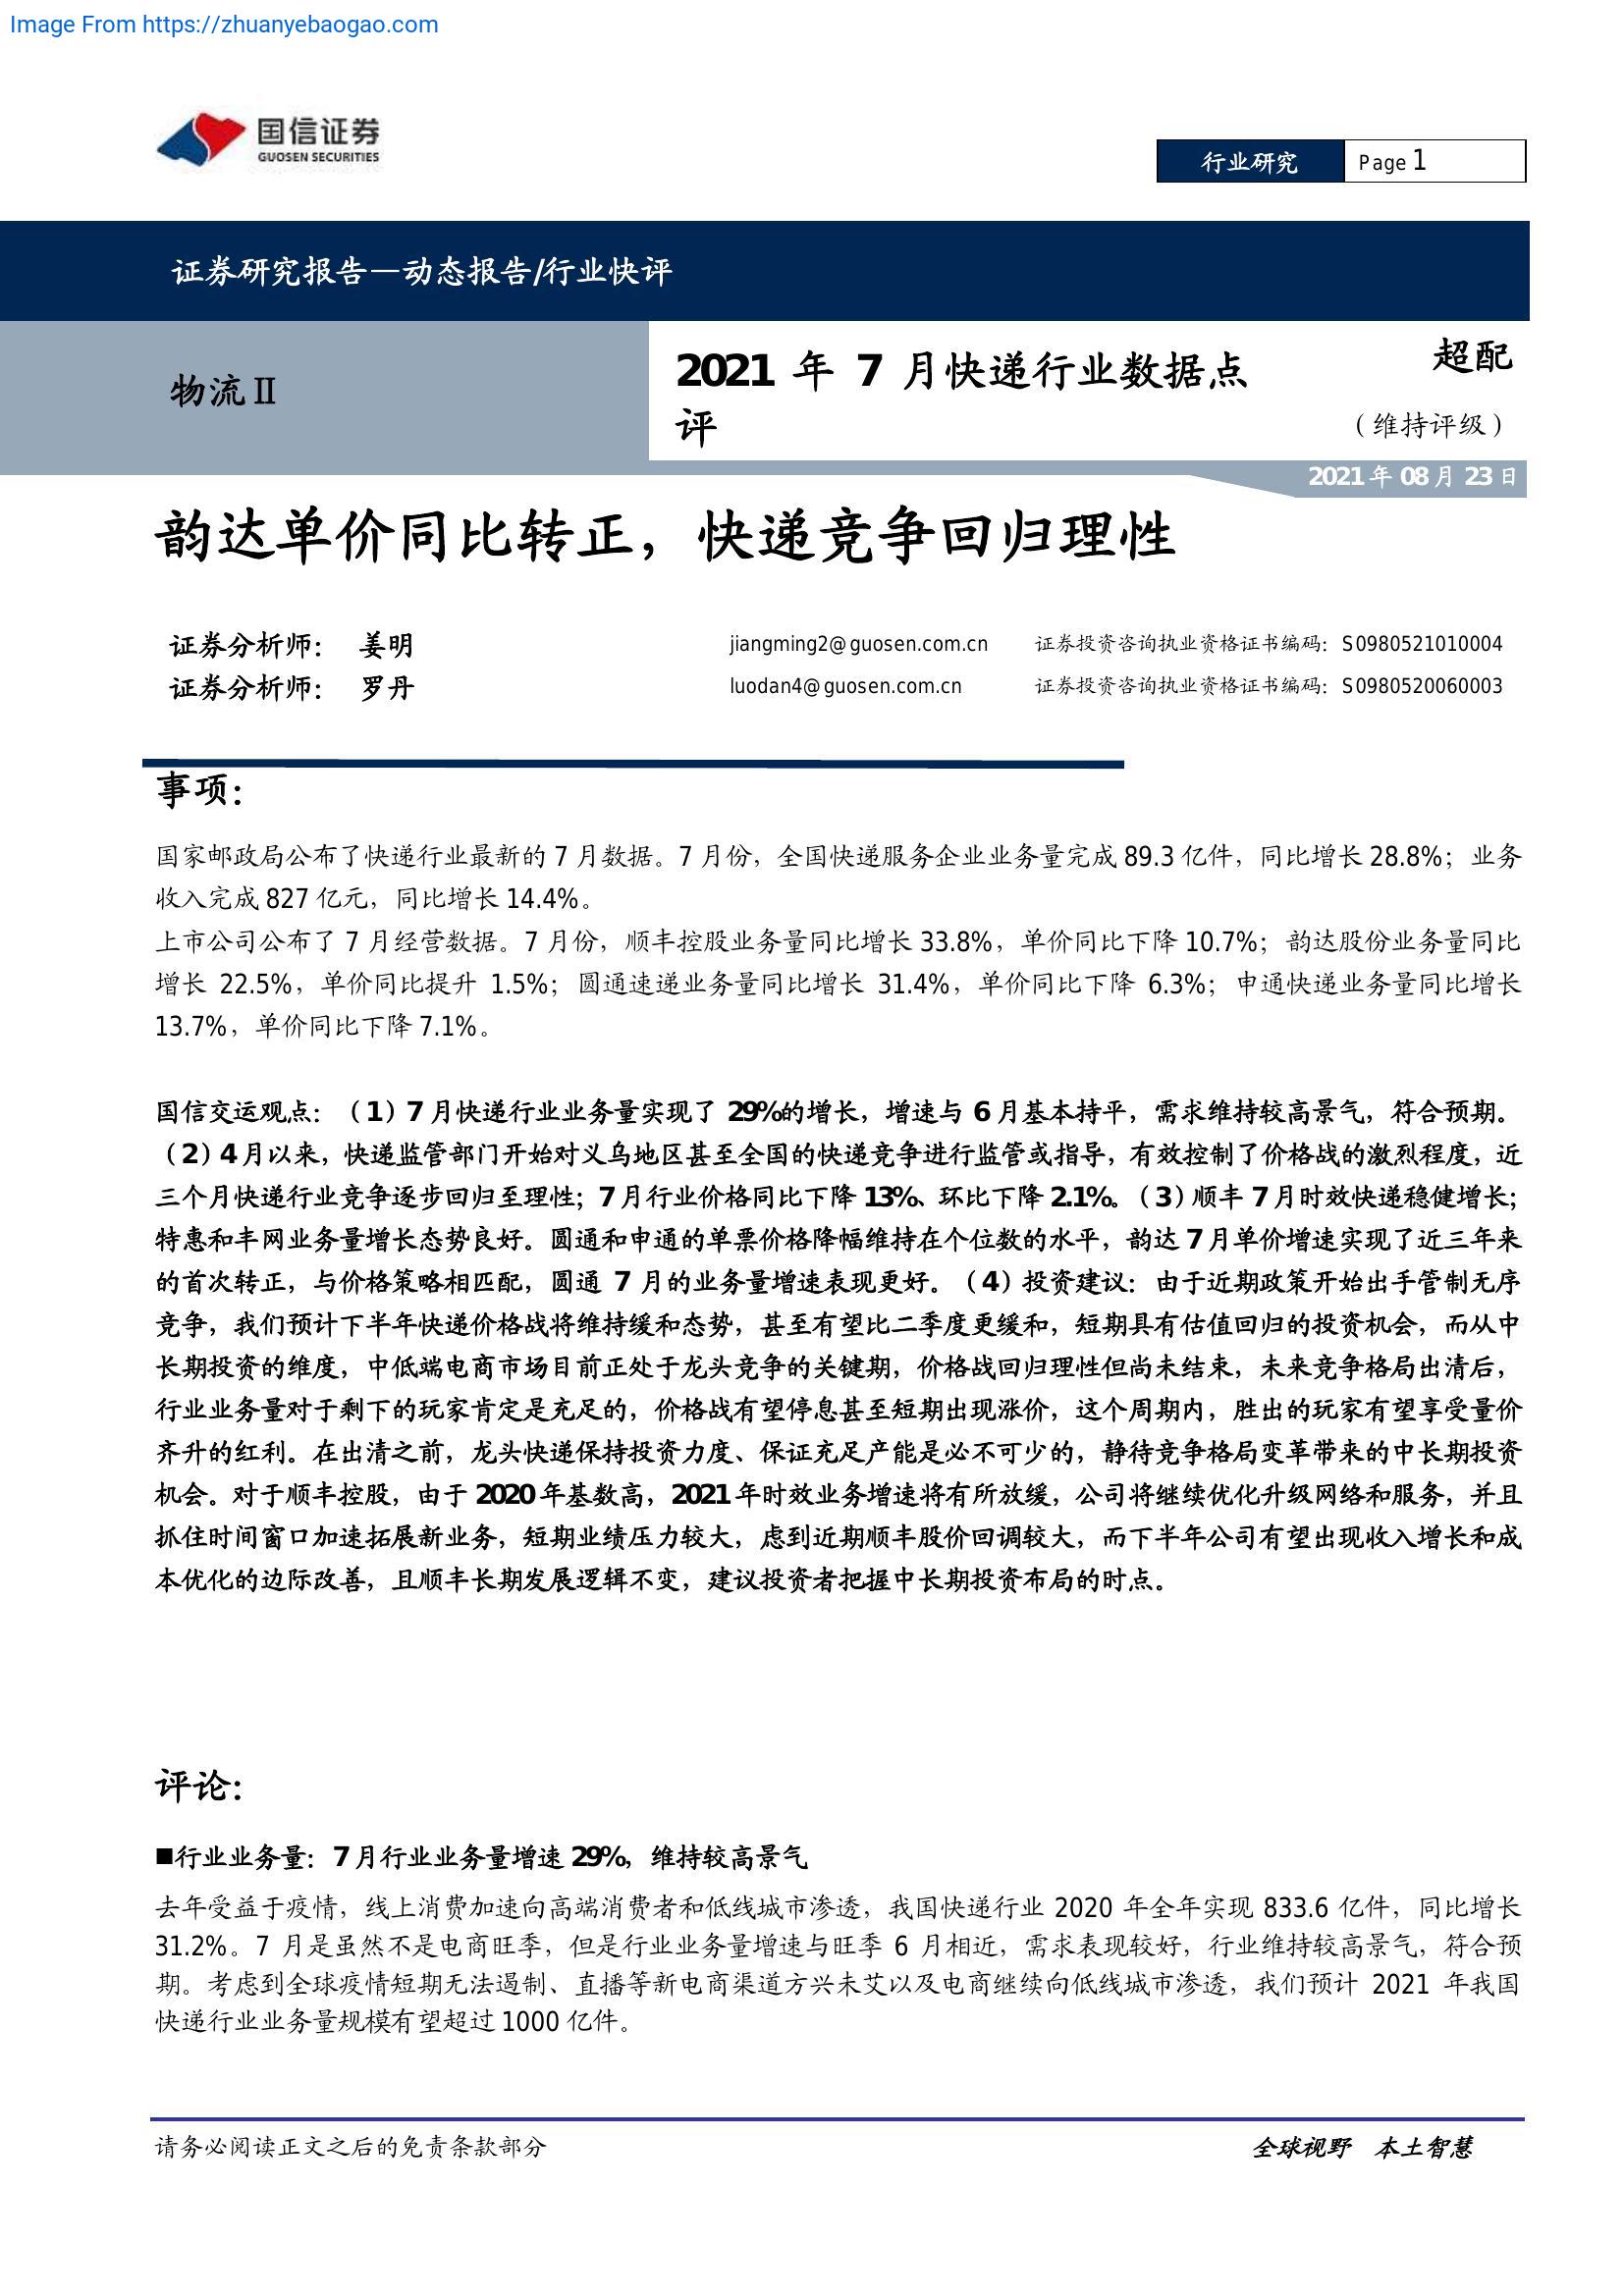 Image From https://zhuanyebaogao.com
国信证券
GUOSEN SECURITIES
行业研究
Page 1
证券研究报告—动态报告/行业快评
物流Ⅱ
2021 年 7 月快递行业数据点
评
超配
（维持评级）
2021 年 08 月 23 日
韵达单价同比转正，快递竞争回归理性
证券分析师： 姜明 jiangming2@guosen.com.cn 证券投资咨询执业资格证书编码：S0980521010004
证券分析师： 罗丹 luodan4@guosen.com.cn 证券投资咨询执业资格证书编码：S0980520060003
事项：
国家邮政局公布了快递行业最新的 7 月数据。7 月份，全国快递服务企业业务量完成 89.3 亿件，同比增长 28.8%；业务
收入完成 827 亿元，同比增长 14.4%。
上市公司公布了 7 月经营数据。7 月份，顺丰控股业务量同比增长 33.8%，单价同比下降 10.7%；韵达股份业务量同比
增长 22.5%，单价同比提升 1.5%；圆通速递业务量同比增长 31.4%，单价同比下降 6.3%；申通快递业务量同比增长
13.7%，单价同比下降 7.1%。
国信交运观点：（1）7 月快递行业业务量实现了 29%的增长，增速与 6 月基本持平，需求维持较高景气，符合预期。
（2）4 月以来，快递监管部门开始对义乌地区甚至全国的快递竞争进行监管或指导，有效控制了价格战的激烈程度，近
三个月快递行业竞争逐步回归至理性；7 月行业价格同比下降 13%、环比下降 2.1%。（3）顺丰 7 月时效快递稳健增长；
特惠和丰网业务量增长态势良好。圆通和申通的单票价格降幅维持在个位数的水平，韵达 7 月单价增速实现了近三年来
的首次转正，与价格策略相匹配，圆通 7 月的业务量增速表现更好。（4）投资建议：由于近期政策开始出手管制无序
竞争，我们预计下半年快递价格战将维持缓和态势，甚至有望比二季度更缓和，短期具有估值回归的投资机会，而从中
长期投资的维度，中低端电商市场目前正处于龙头竞争的关键期，价格战回归理性但尚未结束，未来竞争格局出清后，
行业业务量对于剩下的玩家肯定是充足的，价格战有望停息甚至短期出现涨价，这个周期内，胜出的玩家有望享受量价
齐升的红利。在出清之前，龙头快递保持投资力度、保证充足产能是必不可少的，静待竞争格局变革带来的中长期投资
机会。对于顺丰控股，由于 2020 年基数高，2021 年时效业务增速将有所放缓，公司将继续优化升级网络和服务，并且
抓住时间窗口加速拓展新业务，短期业绩压力较大，虑到近期顺丰股价回调较大，而下半年公司有望出现收入增长和成
本优化的边际改善，且顺丰长期发展逻辑不变，建议投资者把握中长期投资布局的时点。
评论：
■行业业务量：7 月行业业务量增速 29%，维持较高景气
去年受益于疫情，线上消费加速向高端消费者和低线城市渗透，我国快递行业 2020 年全年实现 833.6 亿件，同比增长
31.2%。7 月是虽然不是电商旺季，但是行业业务量增速与旺季 6 月相近，需求表现较好，行业维持较高景气，符合预
期。考虑到全球疫情短期无法遏制、直播等新电商渠道方兴未艾以及电商继续向低线城市渗透，我们预计 2021 年我国
快递行业业务量规模有望超过 1000 亿件。
请务必阅读正文之后的免责条款部分
全球视野 本土智慧